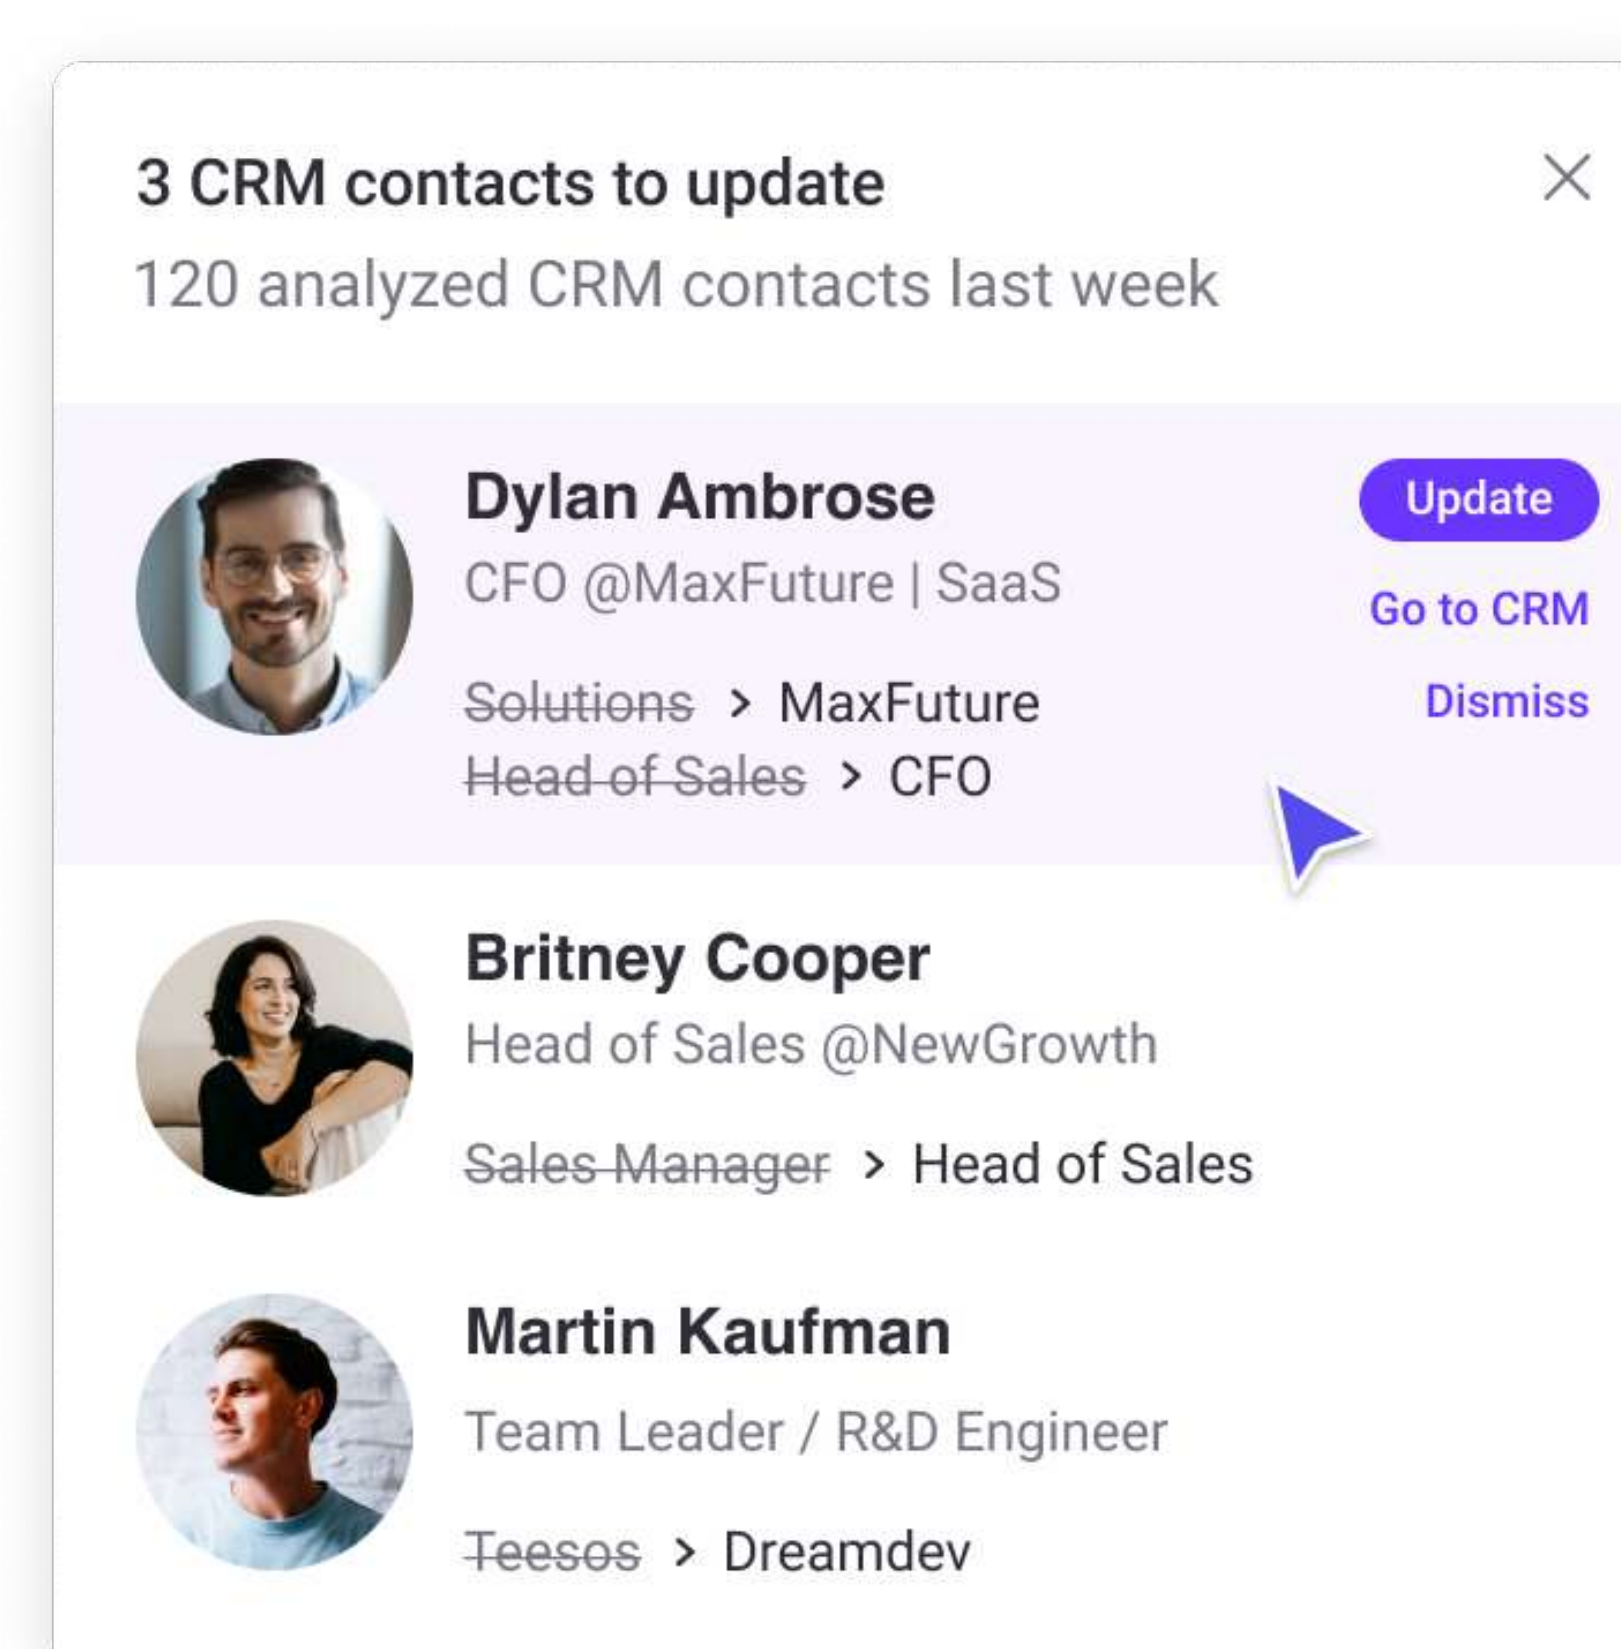 3 CRM contacts to update
120 analyzed CRM contacts last week
Dylan Ambrose
Update
CFO @MaxFuture | SaaS
Go to CRM
Solutions > MaxFuture
Dismiss
Head of Sales > CFO
Britney Cooper
Head of Sales @NewGrowth
Sales Manager > Head of Sales
Martin Kaufman
Team Leader / R&D Engineer
Teesos > Dreamdev